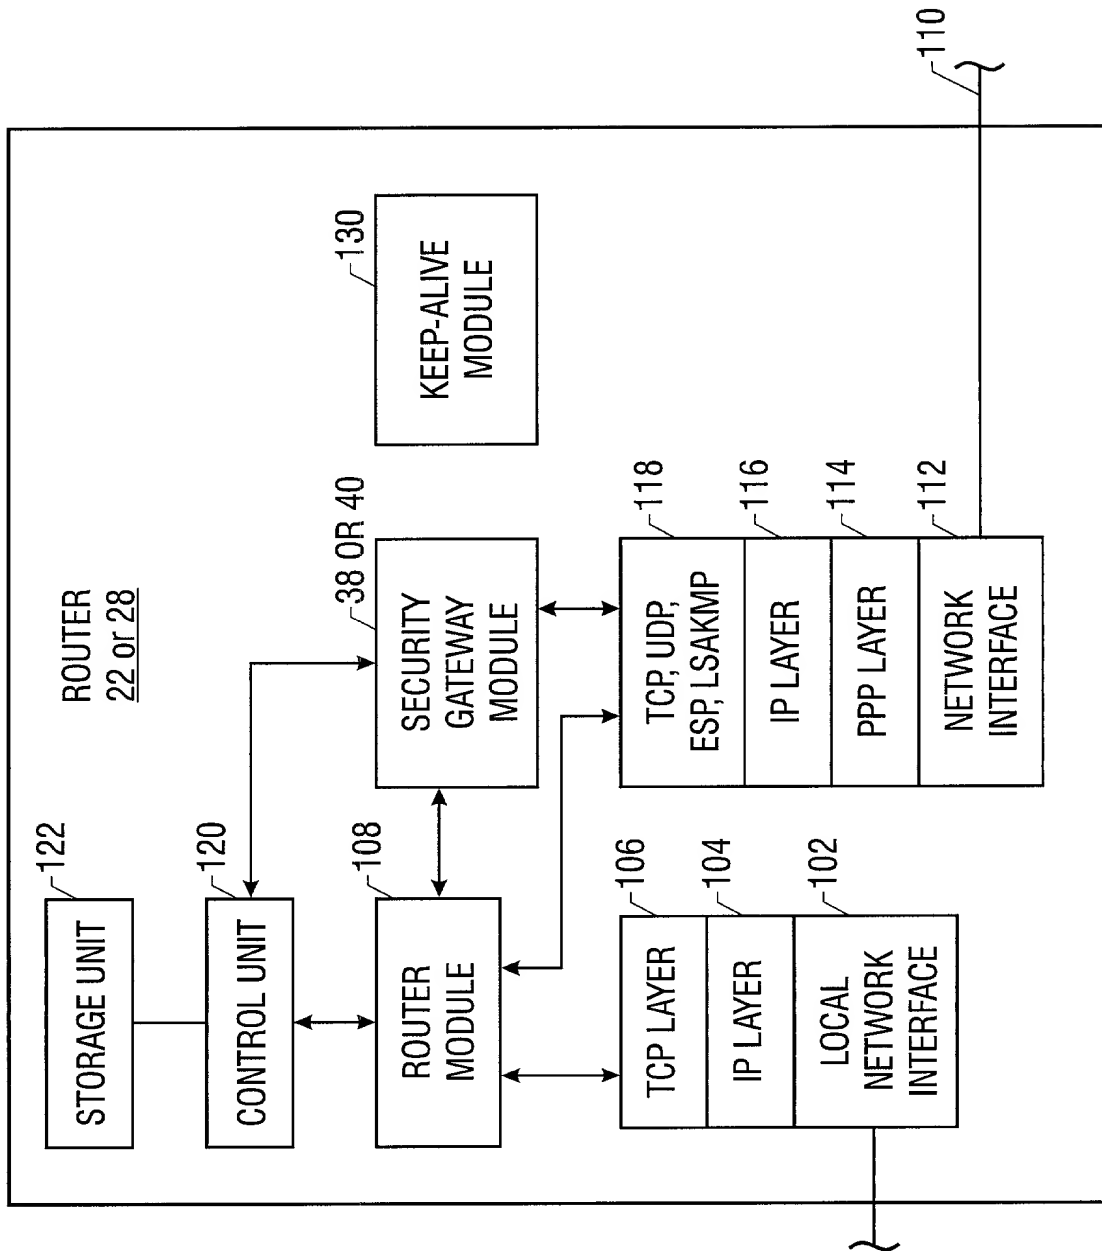 ROUTER
22 or 28
122
STORAGE UNIT
120
CONTROL UNIT
108
ROUTER
MODULE
38 OR 40
SECURITY
GATEWAY
MODULE
130
KEEP-ALIVE
MODULE
106
TCP LAYER
104
IP LAYER
102
LOCAL
NETWORK
INTERFACE
118
TCP, UDP,
ESP, LSAKMP
116
IP LAYER
114
PPP LAYER
112
NETWORK
INTERFACE
110